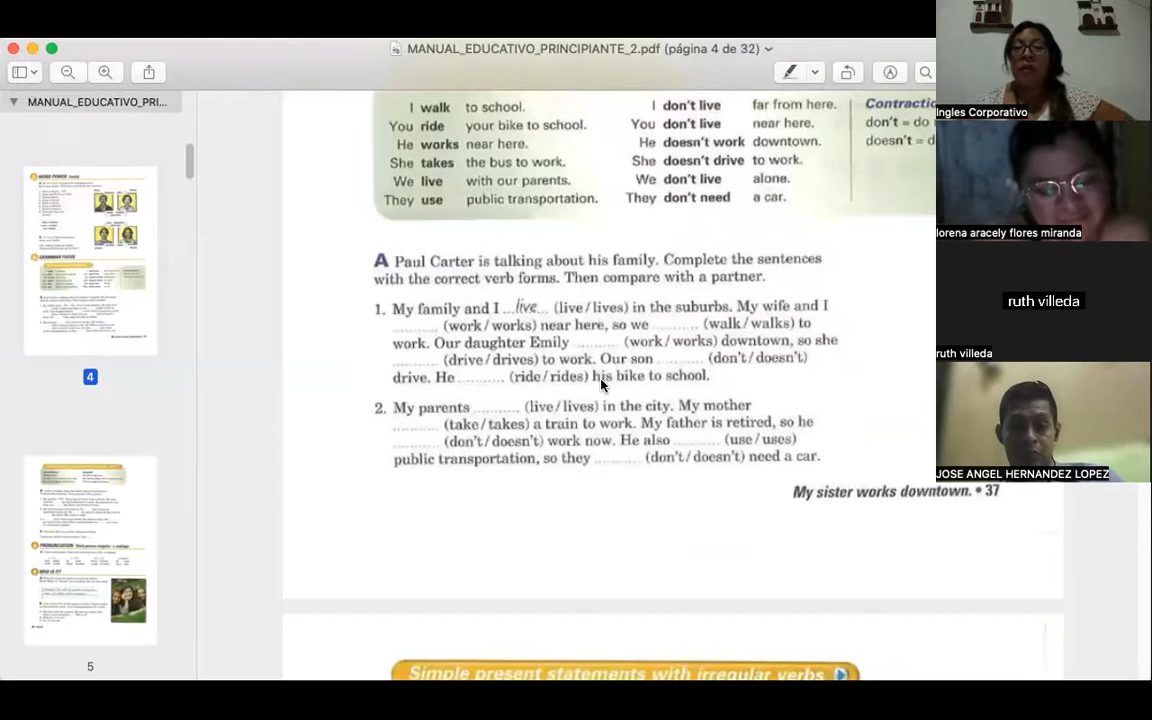 MANUAL_EDUCATIVO_PRINCIPIANTE_2.pdf (página 4 de 32)
MANUAL_EDUCATIVO_PRI...
4
5
I walk to school.
You ride your bike to school.
He works near here.
She takes the bus to work.
We live with our parents.
They use public transportation.
I don't live far from here.
You don't live near here.
He doesn't work downtown.
She doesn't drive to work.
We don't live alone.
They don't need a car.
don't = do
doesn't = d
A Paul Carter is talking about his family. Complete the sentences
with the correct verb forms. Then compare with a partner.
1. My family and I ...live... (live/lives) in the suburbs. My wife and I
.......... (work/works) near here, so we .......... (walk/walks) to
work. Our daughter Emily .......... (work/works) downtown, so she
.......... (drive/drives) to work. Our son .......... (don't/doesn't)
drive. He .......... (ride/rides) his bike to school.
2. My parents .......... (live/lives) in the city. My mother
.......... (take/takes) a train to work. My father is retired, so he
.......... (don't/doesn't) work now. He also .......... (use/uses)
public transportation, so they .......... (don't/doesn't) need a car.
My sister works downtown. • 37
Simple present statements with irregular verbs
Ingles Corporativo
lorena aracely flores miranda
ruth villeda
ruth villeda
JOSE ANGEL HERNANDEZ LOPEZ